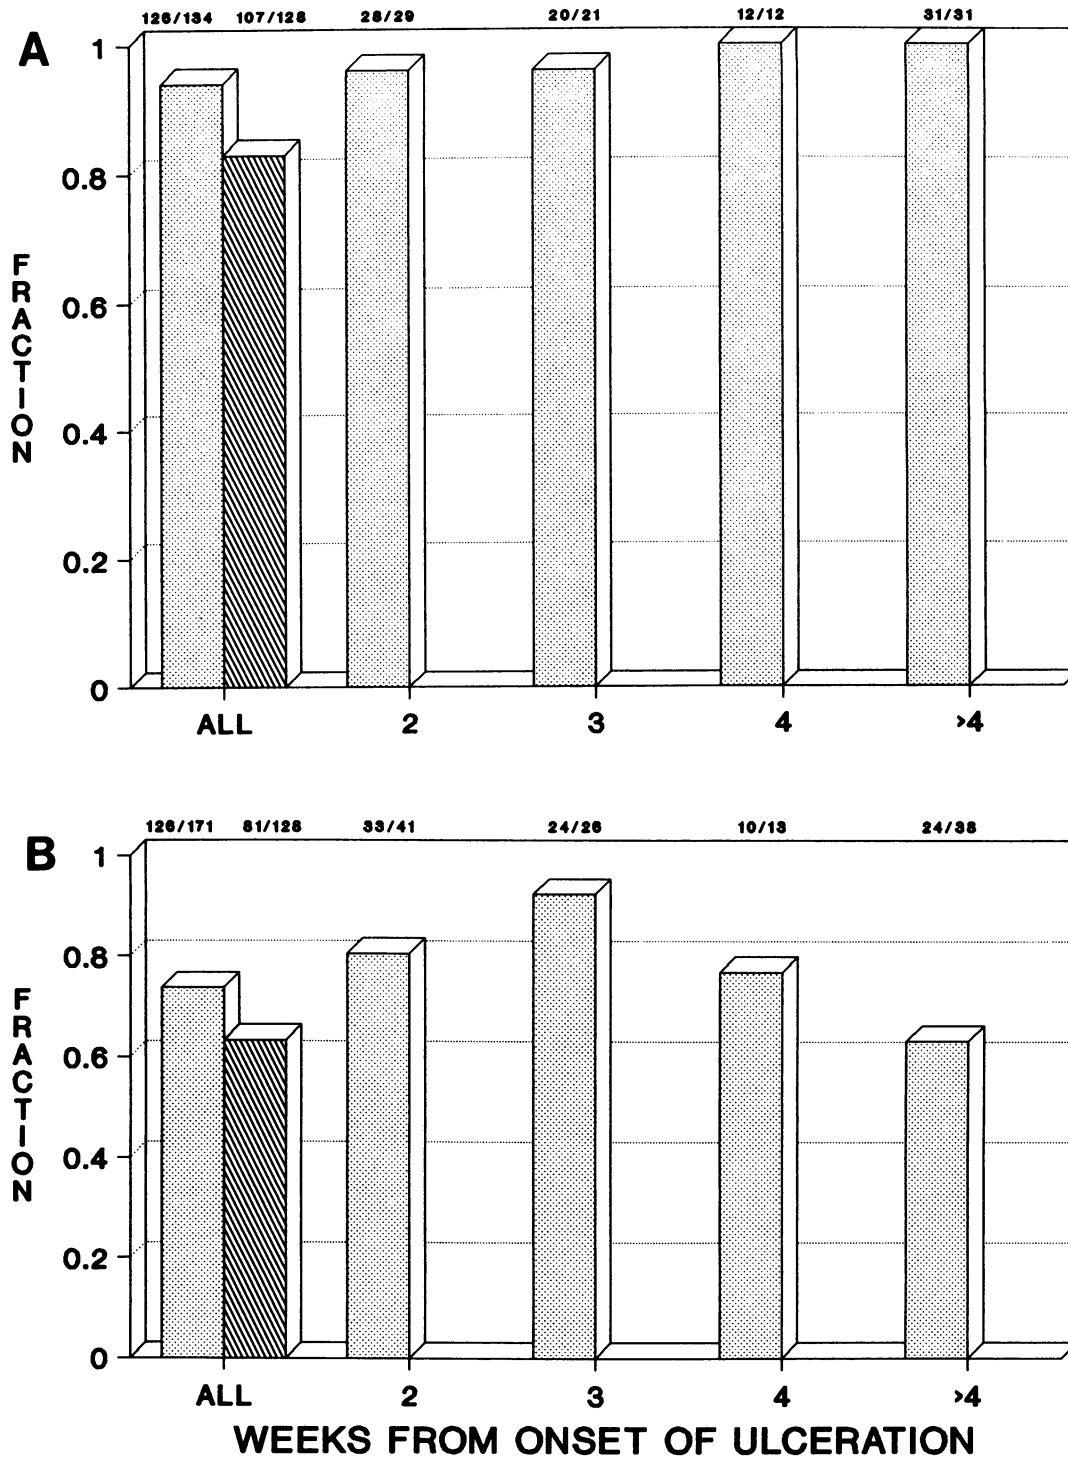 126/134 107/128 28/29 20/21 12/12 31/31
A
1
0.8
0.6
0.4
0.2
0
FRACTION
ALL 2 3 4 >4
126/171 81/128 33/41 24/26 10/13 24/38
B
1
0.8
0.6
0.4
0.2
0
FRACTION
ALL 2 3 4 >4
WEEKS FROM ONSET OF ULCERATION